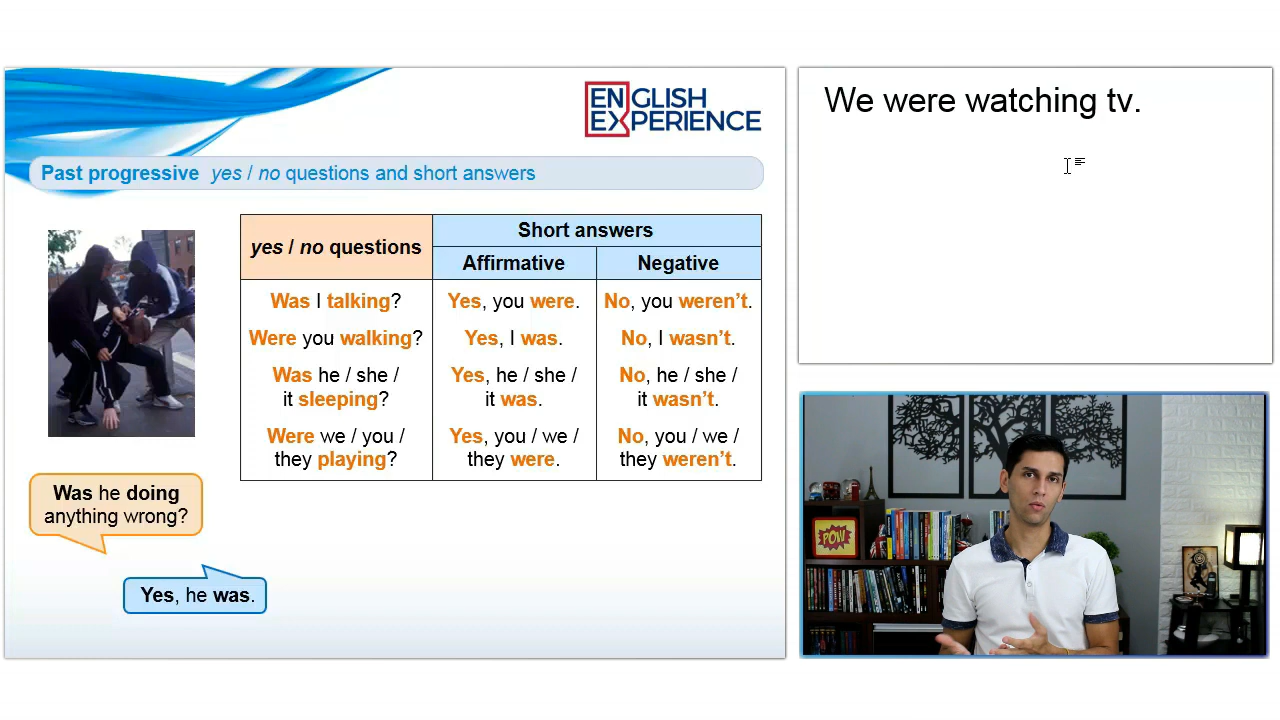 ENGLISH
EXPERIENCE
Past progressive yes / no questions and short answers
yes / no questions
Short answers
Affirmative
Negative
Was I talking?
Yes, you were.
No, you weren't.
Were you walking?
Yes, I was.
No, I wasn't.
Was he / she /
it sleeping?
Yes, he / she /
it was.
No, he / she /
it wasn't.
Were we / you /
they playing?
Yes, you / we /
they were.
No, you / we /
they weren't.
Was he doing
anything wrong?
Yes, he was.
We were watching tv.
POW